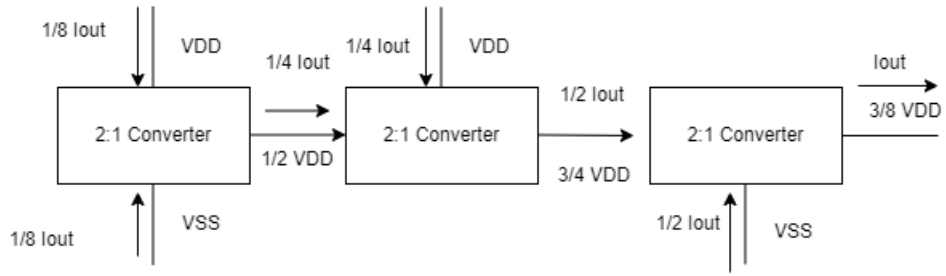 1/8 Iout
VDD
1/4 Iout
1/4 Iout
VDD
1/2 Iout
Iout
3/8 VDD
2:1 Converter
2:1 Converter
2:1 Converter
1/2 VDD
3/4 VDD
1/8 Iout
VSS
1/2 Iout
VSS